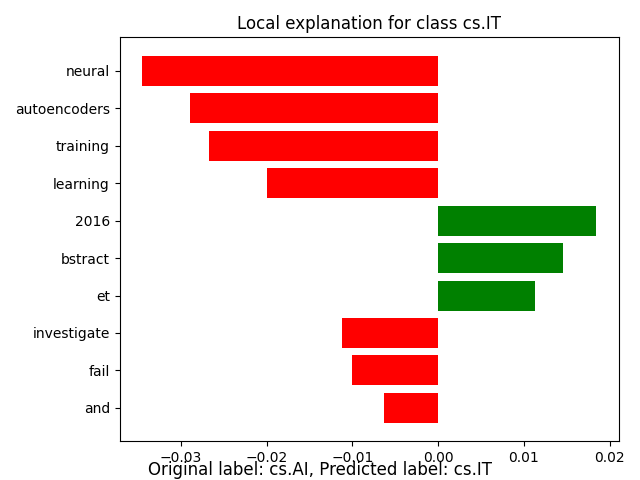 Local explanation for class cs.IT
neural
autoencoders
training
learning
2016
bstract
et
investigate
fail
and
−0.03 −0.02 −0.01 0.00 0.01 0.02
Original label: cs.AI, Predicted label: cs.IT